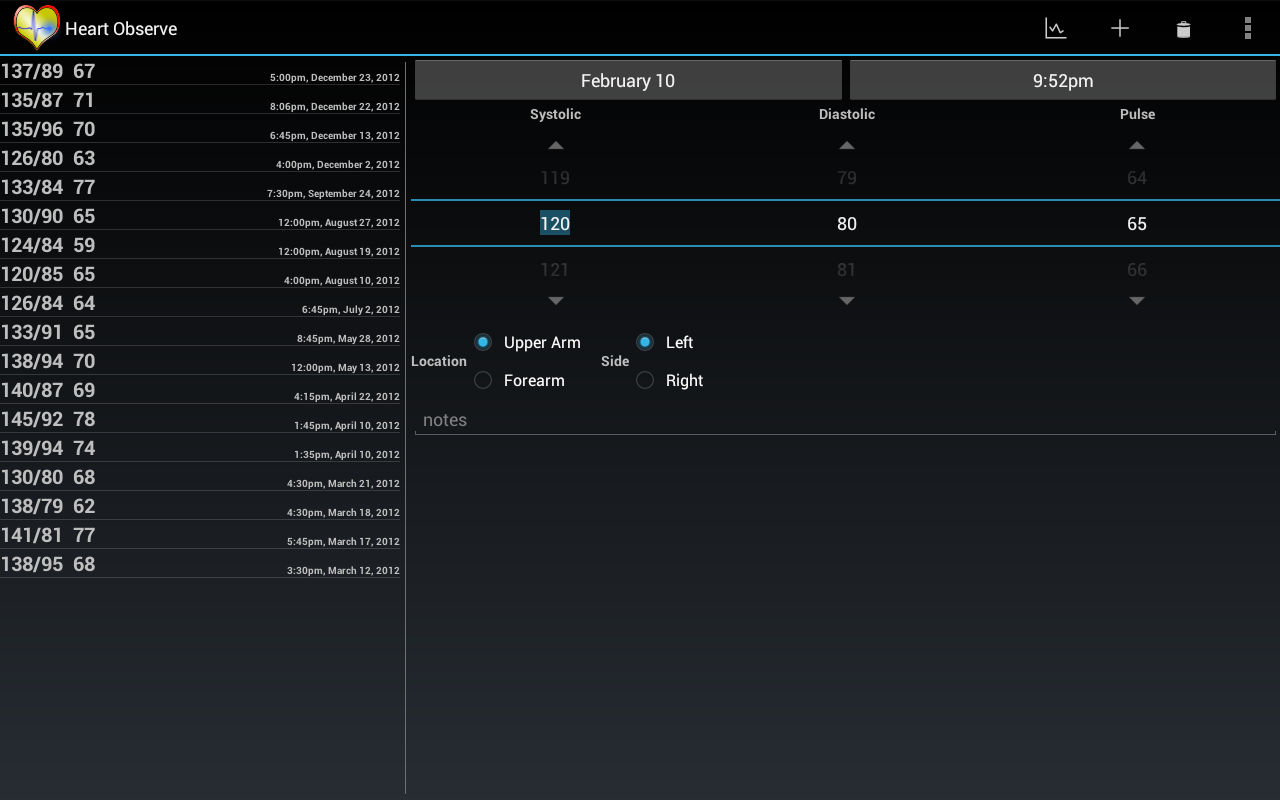 Heart Observe
137/89 67 5:00pm, December 23, 2012
135/87 71 8:06pm, December 22, 2012
135/96 70 6:45pm, December 13, 2012
126/80 63 4:00pm, December 2, 2012
133/84 77 7:30pm, September 24, 2012
130/90 65 12:00pm, August 27, 2012
124/84 59 12:00pm, August 19, 2012
120/85 65 4:00pm, August 10, 2012
126/84 64 6:45pm, July 2, 2012
133/91 65 8:45pm, May 28, 2012
138/94 70 12:00pm, May 13, 2012
140/87 69 4:15pm, April 22, 2012
145/92 78 1:45pm, April 10, 2012
139/94 74 1:35pm, April 10, 2012
130/80 68 4:30pm, March 21, 2012
138/79 62 4:30pm, March 18, 2012
141/81 77 5:45pm, March 17, 2012
138/95 68 3:30pm, March 12, 2012
February 10 9:52pm
Systolic Diastolic Pulse
119 79 64
120 80 65
121 81 66
Location
Upper Arm
Forearm
Side
Left
Right
notes